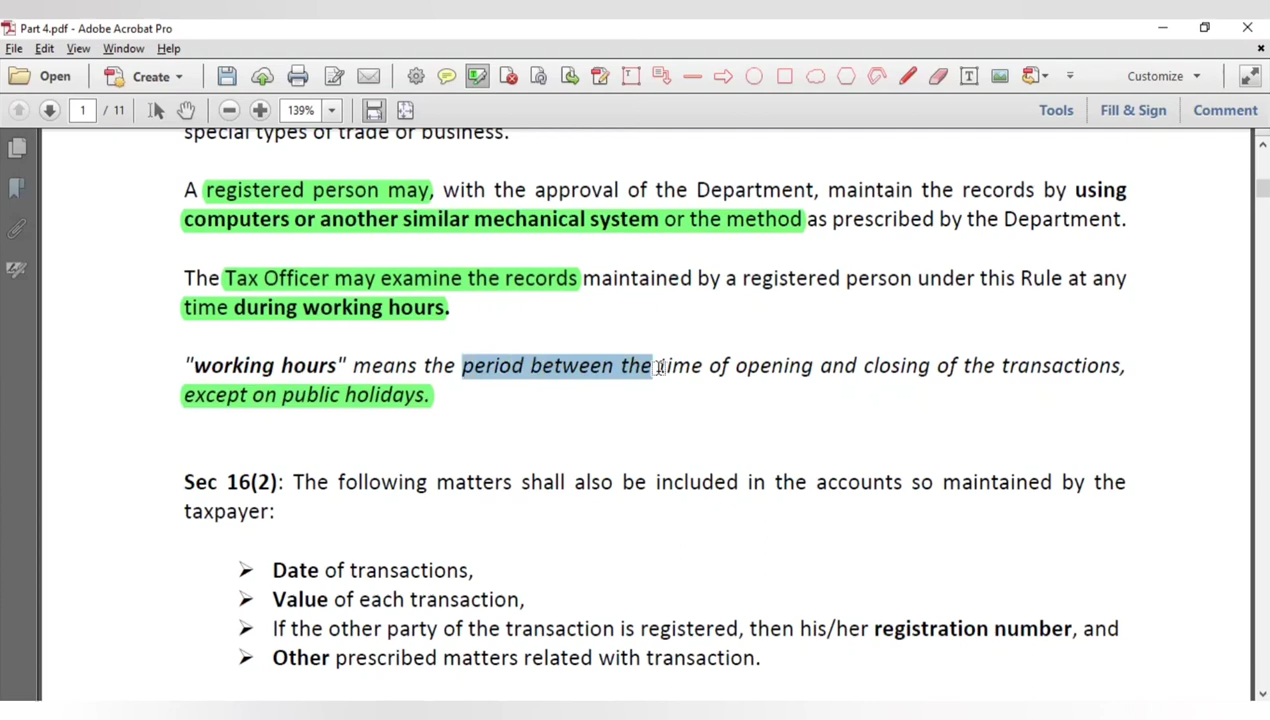 Part 4.pdf - Adobe Acrobat Pro
File Edit View Window Help
Open Create Customize
1 / 11 139% Tools Fill & Sign Comment
special types of trade or business.
A registered person may, with the approval of the Department, maintain the records by using
computers or another similar mechanical system or the method as prescribed by the Department.
The Tax Officer may examine the records maintained by a registered person under this Rule at any
time during working hours.
"working hours" means the period between the time of opening and closing of the transactions,
except on public holidays.
Sec 16(2): The following matters shall also be included in the accounts so maintained by the
taxpayer:
Date of transactions,
Value of each transaction,
If the other party of the transaction is registered, then his/her registration number, and
Other prescribed matters related with transaction.